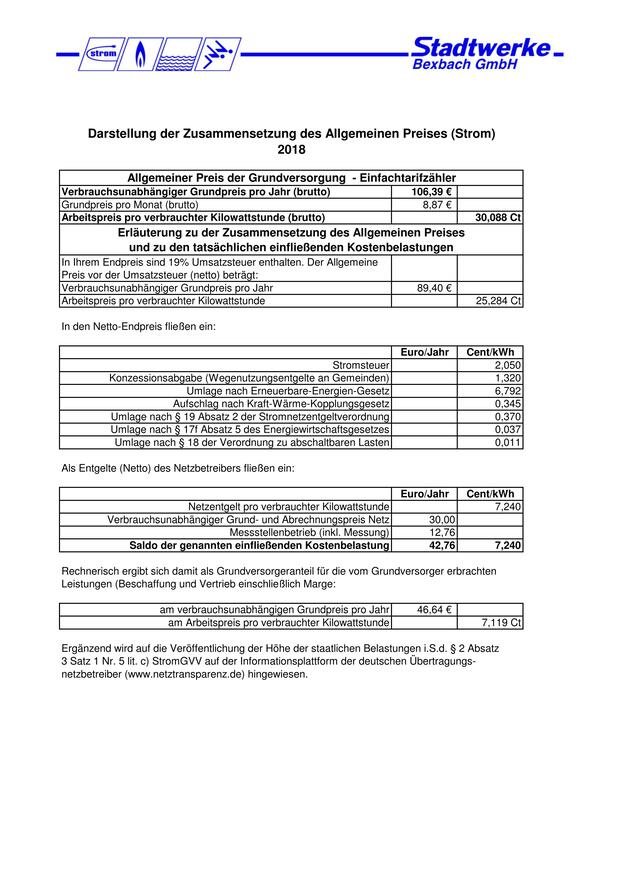 strom
Stadtwerke
Bexbach GmbH
Darstellung der Zusammensetzung des Allgemeinen Preises (Strom)
2018
Allgemeiner Preis der Grundversorgung - Einfachtarifzähler
Verbrauchsunabhängiger Grundpreis pro Jahr (brutto) 106,39 €
Grundpreis pro Monat (brutto) 8,87 €
Arbeitspreis pro verbrauchter Kilowattstunde (brutto) 30,088 Ct
Erläuterung zu der Zusammensetzung des Allgemeinen Preises
und zu den tatsächlichen einfließenden Kostenbelastungen
In Ihrem Endpreis sind 19% Umsatzsteuer enthalten. Der Allgemeine
Preis vor der Umsatzsteuer (netto) beträgt:
Verbrauchsunabhängiger Grundpreis pro Jahr 89,40 €
Arbeitspreis pro verbrauchter Kilowattstunde 25,284 Ct
In den Netto-Endpreis fließen ein:
Euro/Jahr Cent/kWh
Stromsteuer 2,050
Konzessionsabgabe (Wegenutzungsentgelte an Gemeinden) 1,320
Umlage nach Erneuerbare-Energien-Gesetz 6,792
Aufschlag nach Kraft-Wärme-Kopplungsgesetz 0,345
Umlage nach § 19 Absatz 2 der Stromnetzentgeltverordnung 0,370
Umlage nach § 17f Absatz 5 des Energiewirtschaftsgesetzes 0,037
Umlage nach § 18 der Verordnung zu abschaltbaren Lasten 0,011
Als Entgelte (Netto) des Netzbetreibers fließen ein:
Euro/Jahr Cent/kWh
Netzentgelt pro verbrauchter Kilowattstunde 7,240
Verbrauchsunabhängiger Grund- und Abrechnungspreis Netz 30,00
Messstellenbetrieb (inkl. Messung) 12,76
Saldo der genannten einfließenden Kostenbelastung 42,76 7,240
Rechnerisch ergibt sich damit als Grundversorgeranteil für die vom Grundversorger erbrachten
Leistungen (Beschaffung und Vertrieb einschließlich Marge:
am verbrauchsunabhängigen Grundpreis pro Jahr 46,64 €
am Arbeitspreis pro verbrauchter Kilowattstunde 7,119 Ct
Ergänzend wird auf die Veröffentlichung der Höhe der staatlichen Belastungen i.S.d. § 2 Absatz
3 Satz 1 Nr. 5 lit. c) StromGVV auf der Informationsplattform der deutschen Übertragungs-
netzbetreiber (www.netztransparenz.de) hingewiesen.